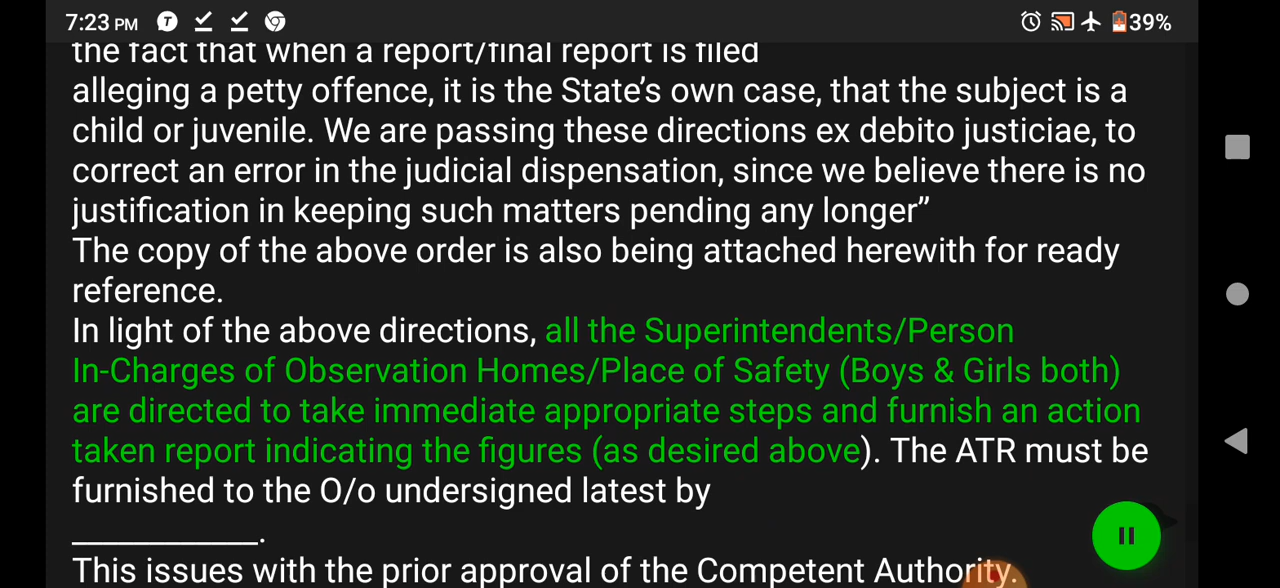 7:23 PM
39%
the fact that when a report/final report is filed
alleging a petty offence, it is the State’s own case, that the subject is a
child or juvenile. We are passing these directions ex debito justiciae, to
correct an error in the judicial dispensation, since we believe there is no
justification in keeping such matters pending any longer”
The copy of the above order is also being attached herewith for ready
reference.
In light of the above directions, all the Superintendents/Person
In-Charges of Observation Homes/Place of Safety (Boys & Girls both)
are directed to take immediate appropriate steps and furnish an action
taken report indicating the figures (as desired above). The ATR must be
furnished to the O/o undersigned latest by
___________.
This issues with the prior approval of the Competent Authority.